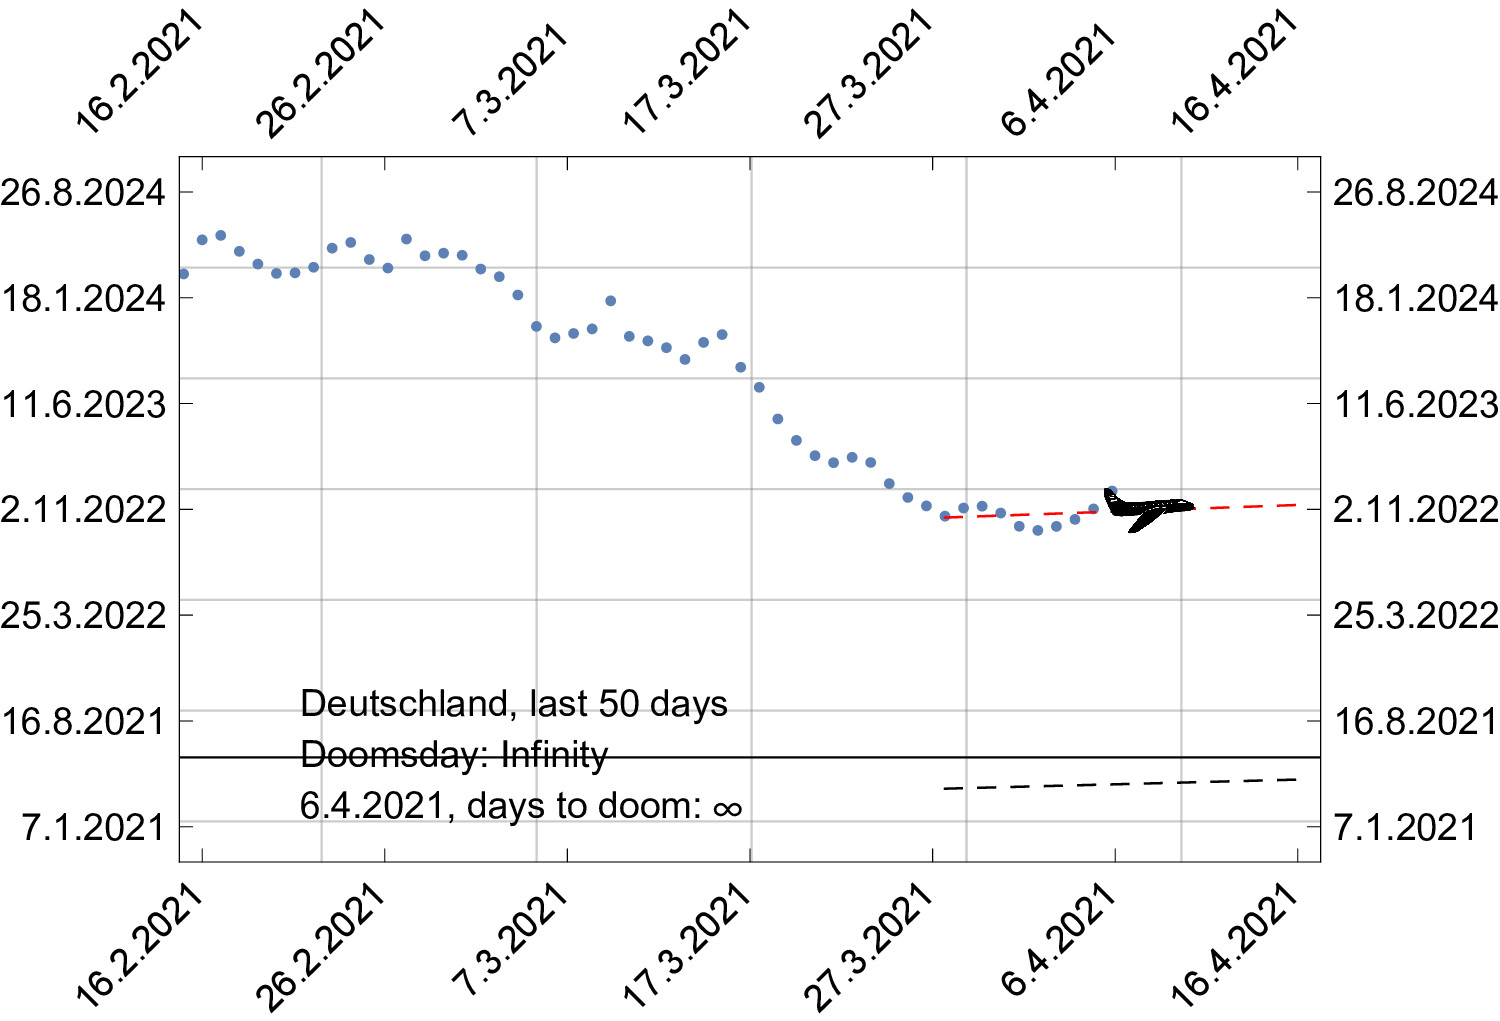 16.2.2021 26.2.2021 7.3.2021 17.3.2021 27.3.2021 6.4.2021 16.4.2021
26.8.2024 26.8.2024
18.1.2024 18.1.2024
11.6.2023 11.6.2023
2.11.2022 2.11.2022
25.3.2022 25.3.2022
Deutschland, last 50 days
16.8.2021 16.8.2021
Doomsday: Infinity
6.4.2021, days to doom: ∞
7.1.2021 7.1.2021
16.2.2021 26.2.2021 7.3.2021 17.3.2021 27.3.2021 6.4.2021 16.4.2021